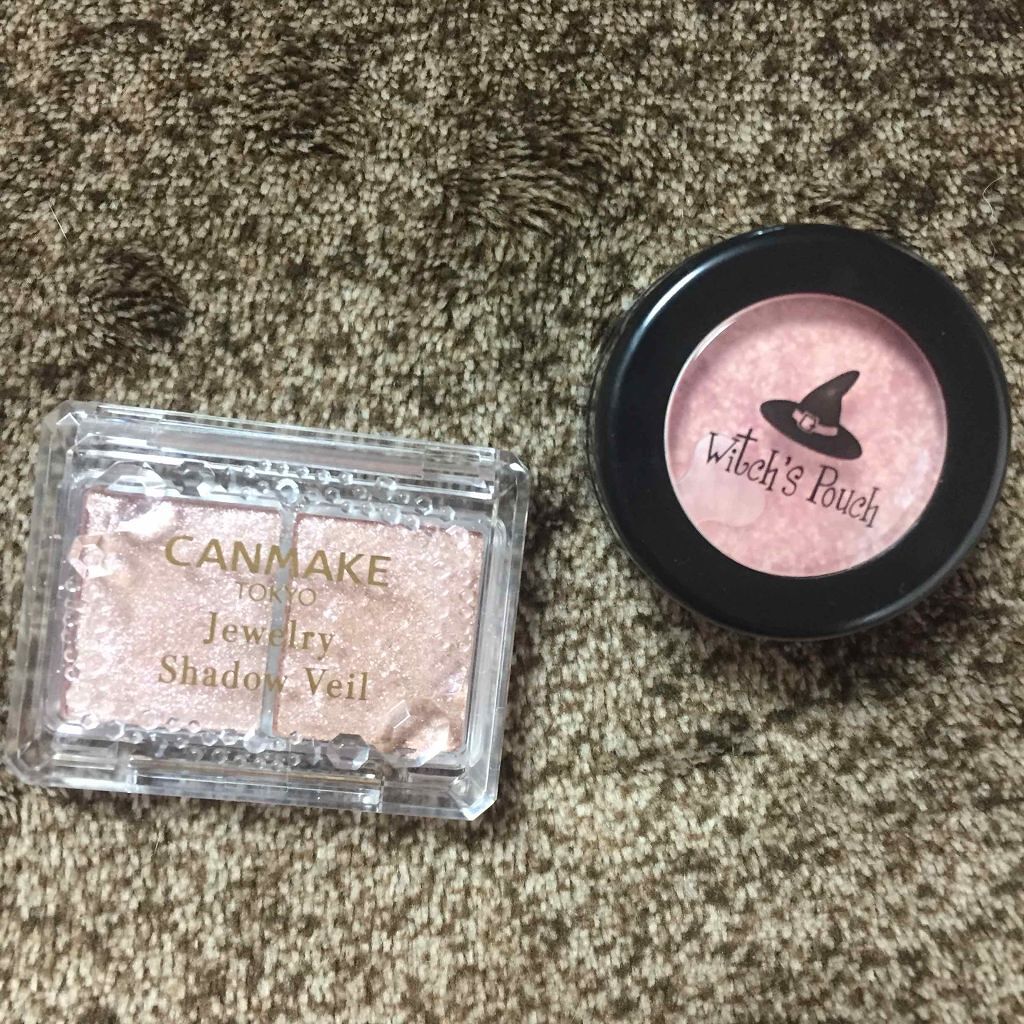 CANMAKE
TOKYO
Jewelry
Shadow Veil
Witch's Pouch